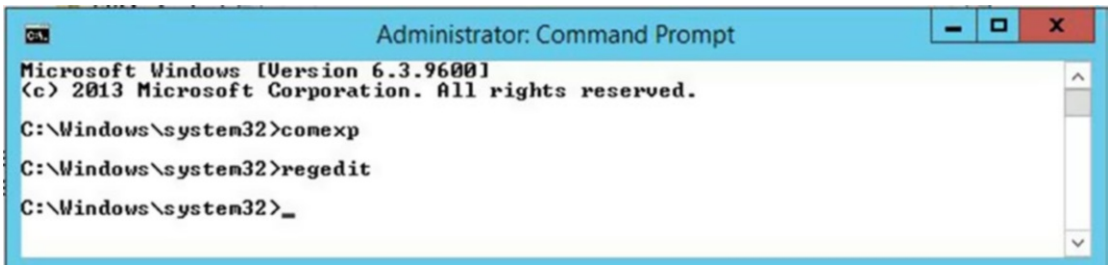 Administrator: Command Prompt
Microsoft Windows [Version 6.3.9600]
(c) 2013 Microsoft Corporation. All rights reserved.
C:\Windows\system32>comexp
C:\Windows\system32>regedit
C:\Windows\system32>_